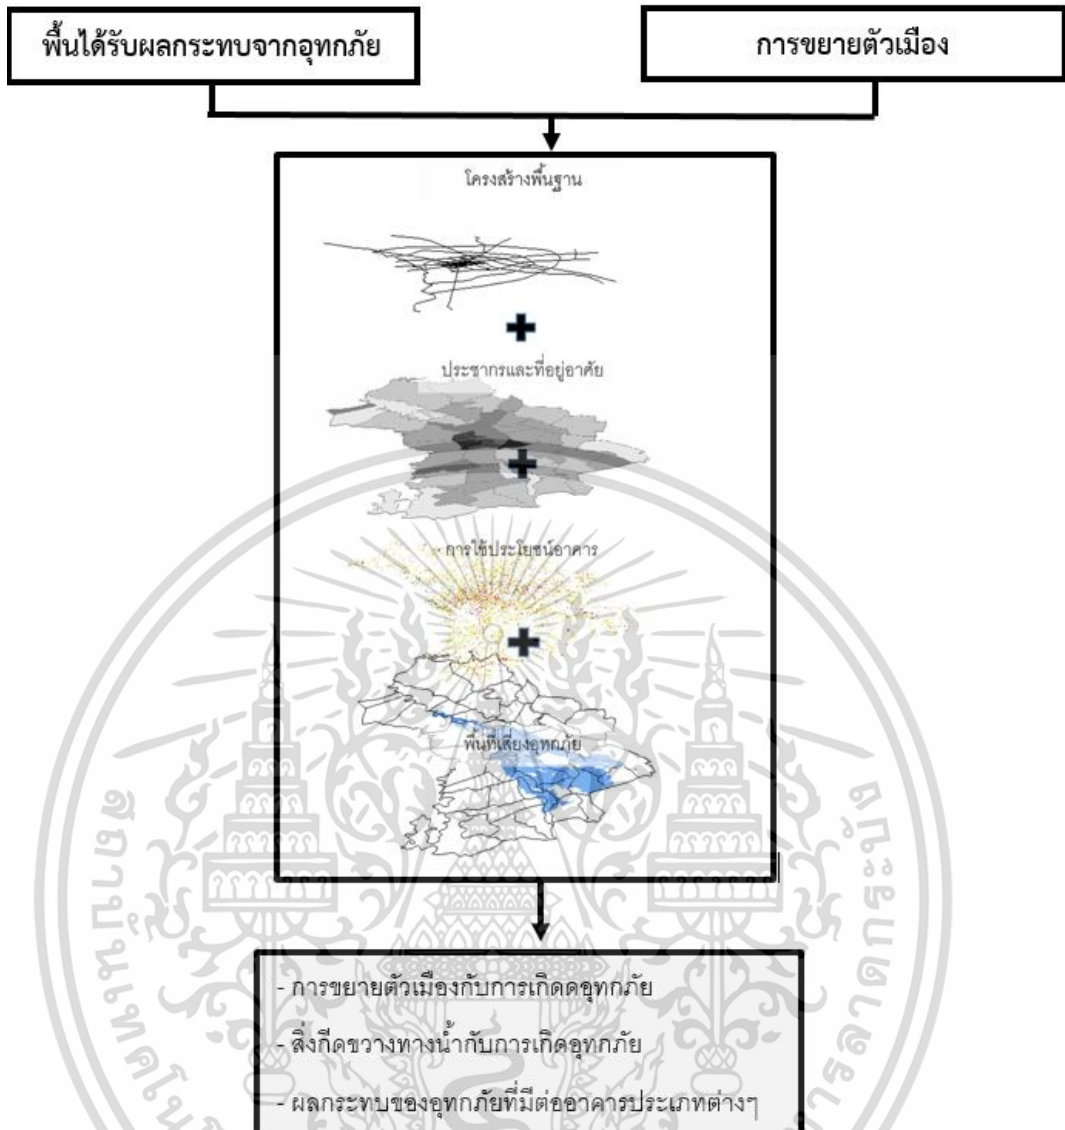 พื้นได้รับผลกระทบจากอุทกภัย
การขยายตัวเมือง
โครงสร้างพื้นฐาน
ประชากรและที่อยู่อาศัย
การใช้ประโยชน์อาคาร
พื้นที่เสี่ยงอุทกภัย
- การขยายตัวเมืองกับการเกิดดอุทกภัย
- สิ่งกีดขวางทางน้ำกับการเกิดอุทกภัย
- ผลกระทบของอุทกภัยที่มีต่ออาคารประเภทต่างๆ